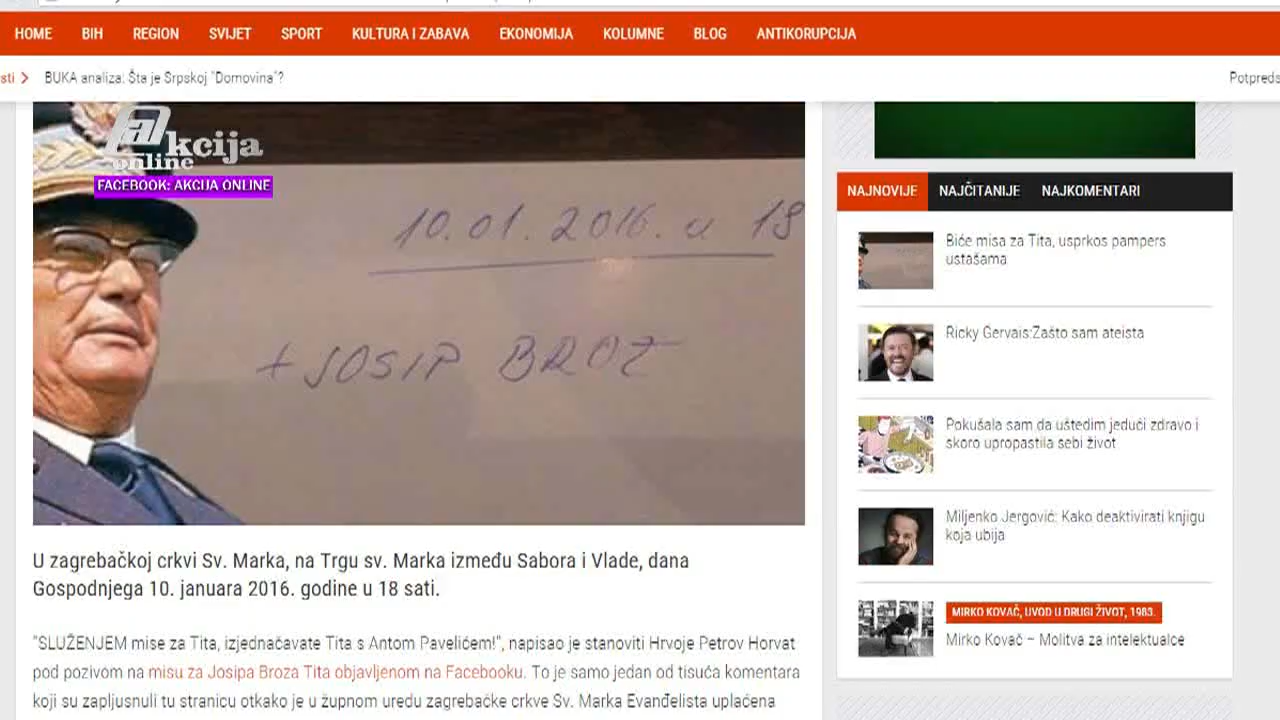 HOME BIH REGION SVIJET SPORT KULTURA I ZABAVA EKONOMIJA KOLUMNE BLOG ANTIKORUPCIJA
sti BUKA analiza: Šta je Srpskoj "Domovina"?
Potpreds
@kcija
online
FACEBOOK: AKCIJA ONLINE
10.01.2016. u 18
+ JOSIP BROZ
U zagrebačkoj crkvi Sv. Marka, na Trgu sv. Marka između Sabora i Vlade, dana
Gospodnjega 10. januara 2016. godine u 18 sati.
"SLUŽENJEM mise za Tita, izjednačavate Tita s Antom Pavelićem!", napisao je stanoviti Hrvoje Petrov Horvat
pod pozivom na misu za Josipa Broza Tita objavljenom na Facebooku. To je samo jedan od tisuća komentara
koji su zapljusnuli tu stranicu otkako je u župnom uredu zagrebačke crkve Sv. Marka Evanđelista uplaćena
NAJNOVIJE NAJČITANIJE NAJKOMENTARI
Biće misa za Tita, usprkos pampers
ustašama
Ricky Gervais:Zašto sam ateista
Pokušala sam da uštedim jedući zdravo i
skoro upropastila sebi život
Miljenko Jergović: Kako deaktivirati knjigu
koja ubija
MIRKO KOVAČ, UVOD U DRUGI ŽIVOT, 1983.
Mirko Kovač – Molitva za intelektualce